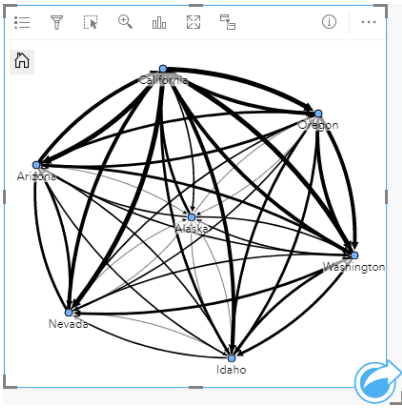 California
Oregon
Arizona
Alaska
Washington
Nevada
Idaho